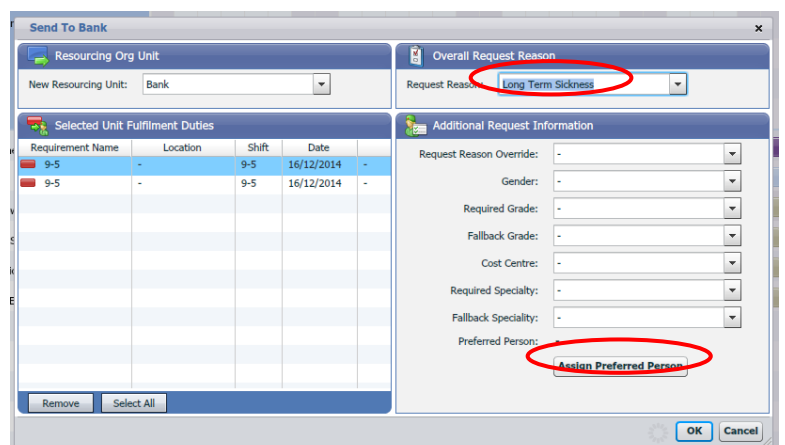 Send To Bank
x
Resourcing Org Unit
New Resourcing Unit: Bank
Overall Request Reason
Request Reason: Long Term Sickness
Selected Unit Fulfilment Duties
Requirement Name Location Shift Date
9-5 - 9-5 16/12/2014 -
9-5 - 9-5 16/12/2014 -
Remove Select All
Additional Request Information
Request Reason Override: -
Gender: -
Required Grade: -
Fallback Grade: -
Cost Centre: -
Required Specialty: -
Fallback Speciality: -
Preferred Person: -
Assign Preferred Person
OK Cancel